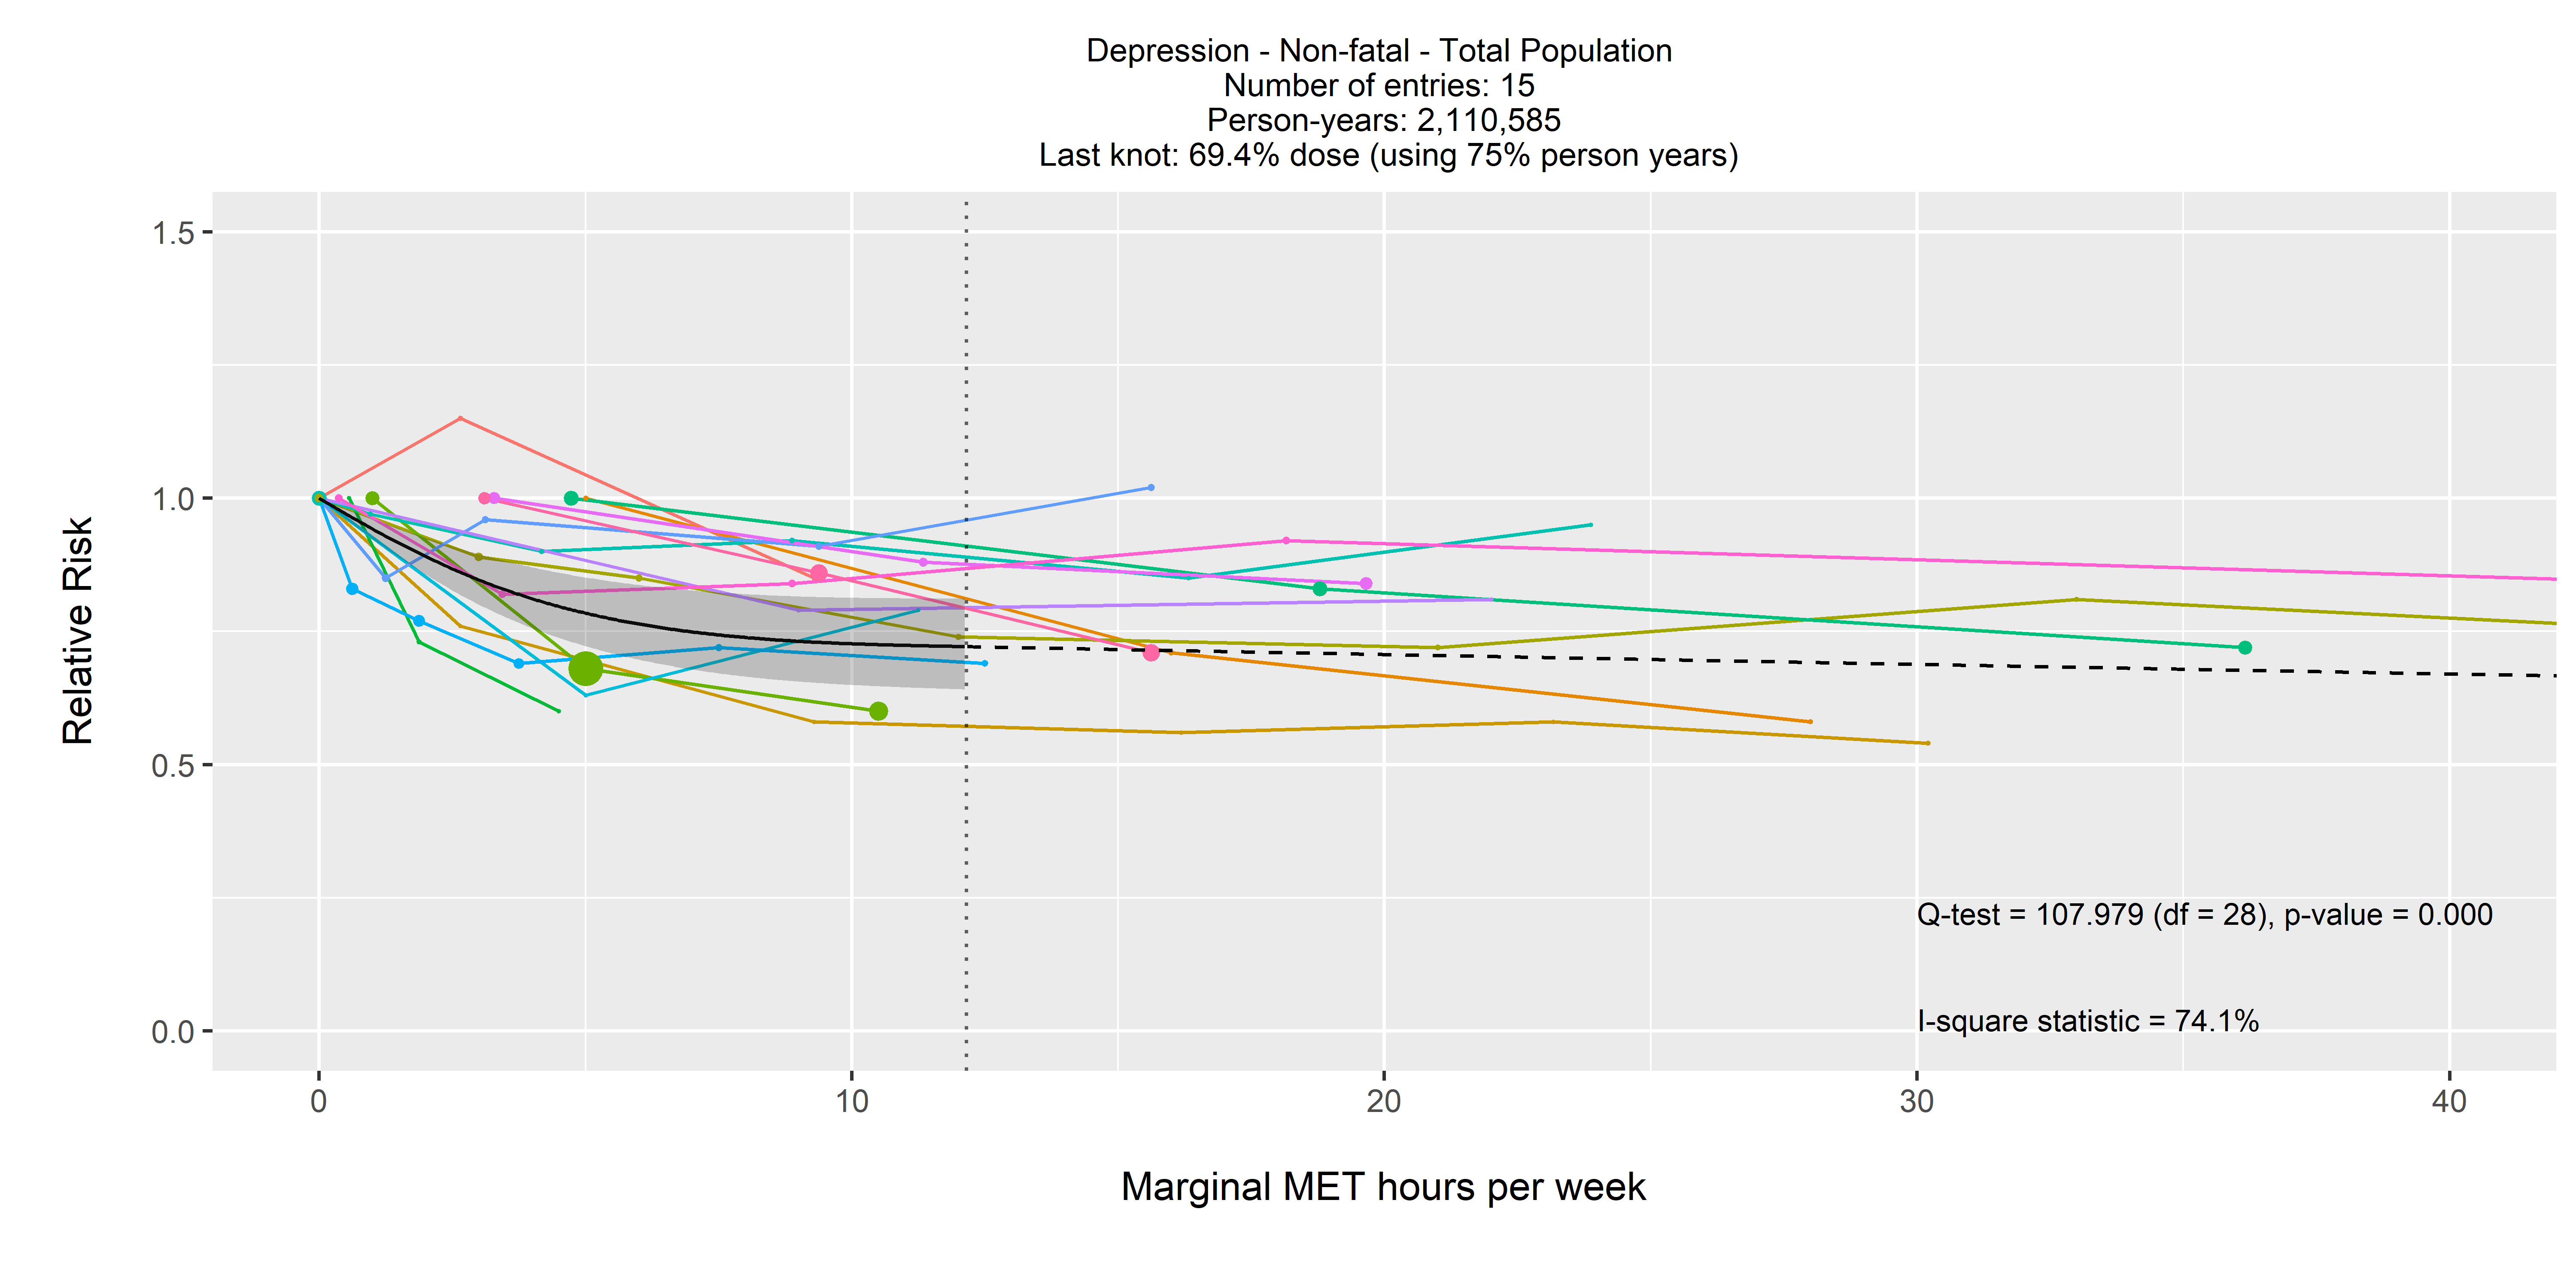 Depression - Non-fatal - Total Population
Number of entries: 15
Person-years: 2,110,585
Last knot: 69.4% dose (using 75% person years)
1.5
1.0
0.5
0.0
Relative Risk
Q-test = 107.979 (df = 28), p-value = 0.000
I-square statistic = 74.1%
0 10 20 30 40
Marginal MET hours per week